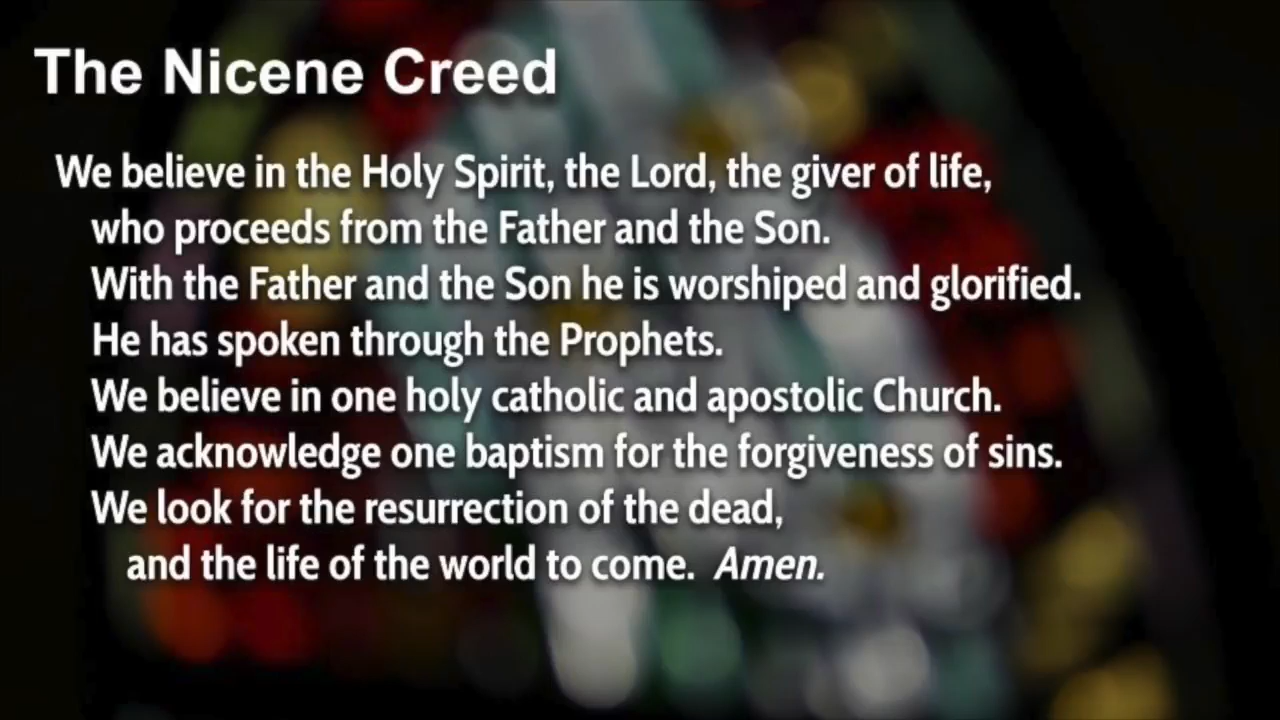 The Nicene Creed
We believe in the Holy Spirit, the Lord, the giver of life,
who proceeds from the Father and the Son.
With the Father and the Son he is worshiped and glorified.
He has spoken through the Prophets.
We believe in one holy catholic and apostolic Church.
We acknowledge one baptism for the forgiveness of sins.
We look for the resurrection of the dead,
and the life of the world to come. Amen.